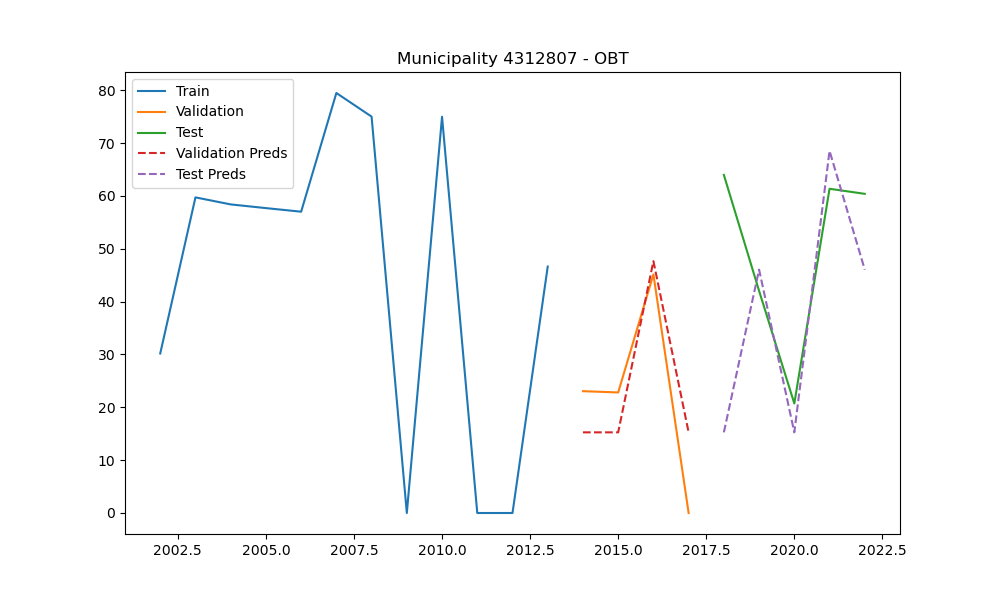 Municipality 4312807 - OBT
Train
Validation
Test
Validation Preds
Test Preds
80
70
60
50
40
30
20
10
0
2002.5 2005.0 2007.5 2010.0 2012.5 2015.0 2017.5 2020.0 2022.5